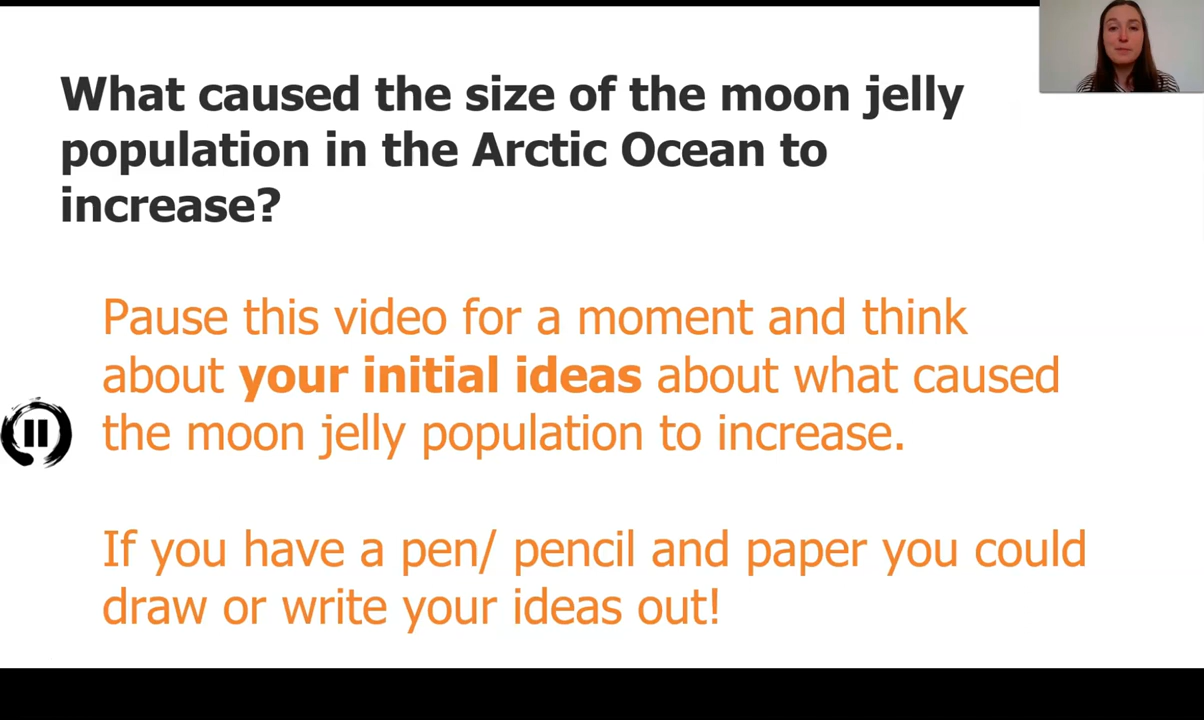 What caused the size of the moon jelly
population in the Arctic Ocean to
increase?
Pause this video for a moment and think
about your initial ideas about what caused
the moon jelly population to increase.
If you have a pen/ pencil and paper you could
draw or write your ideas out!